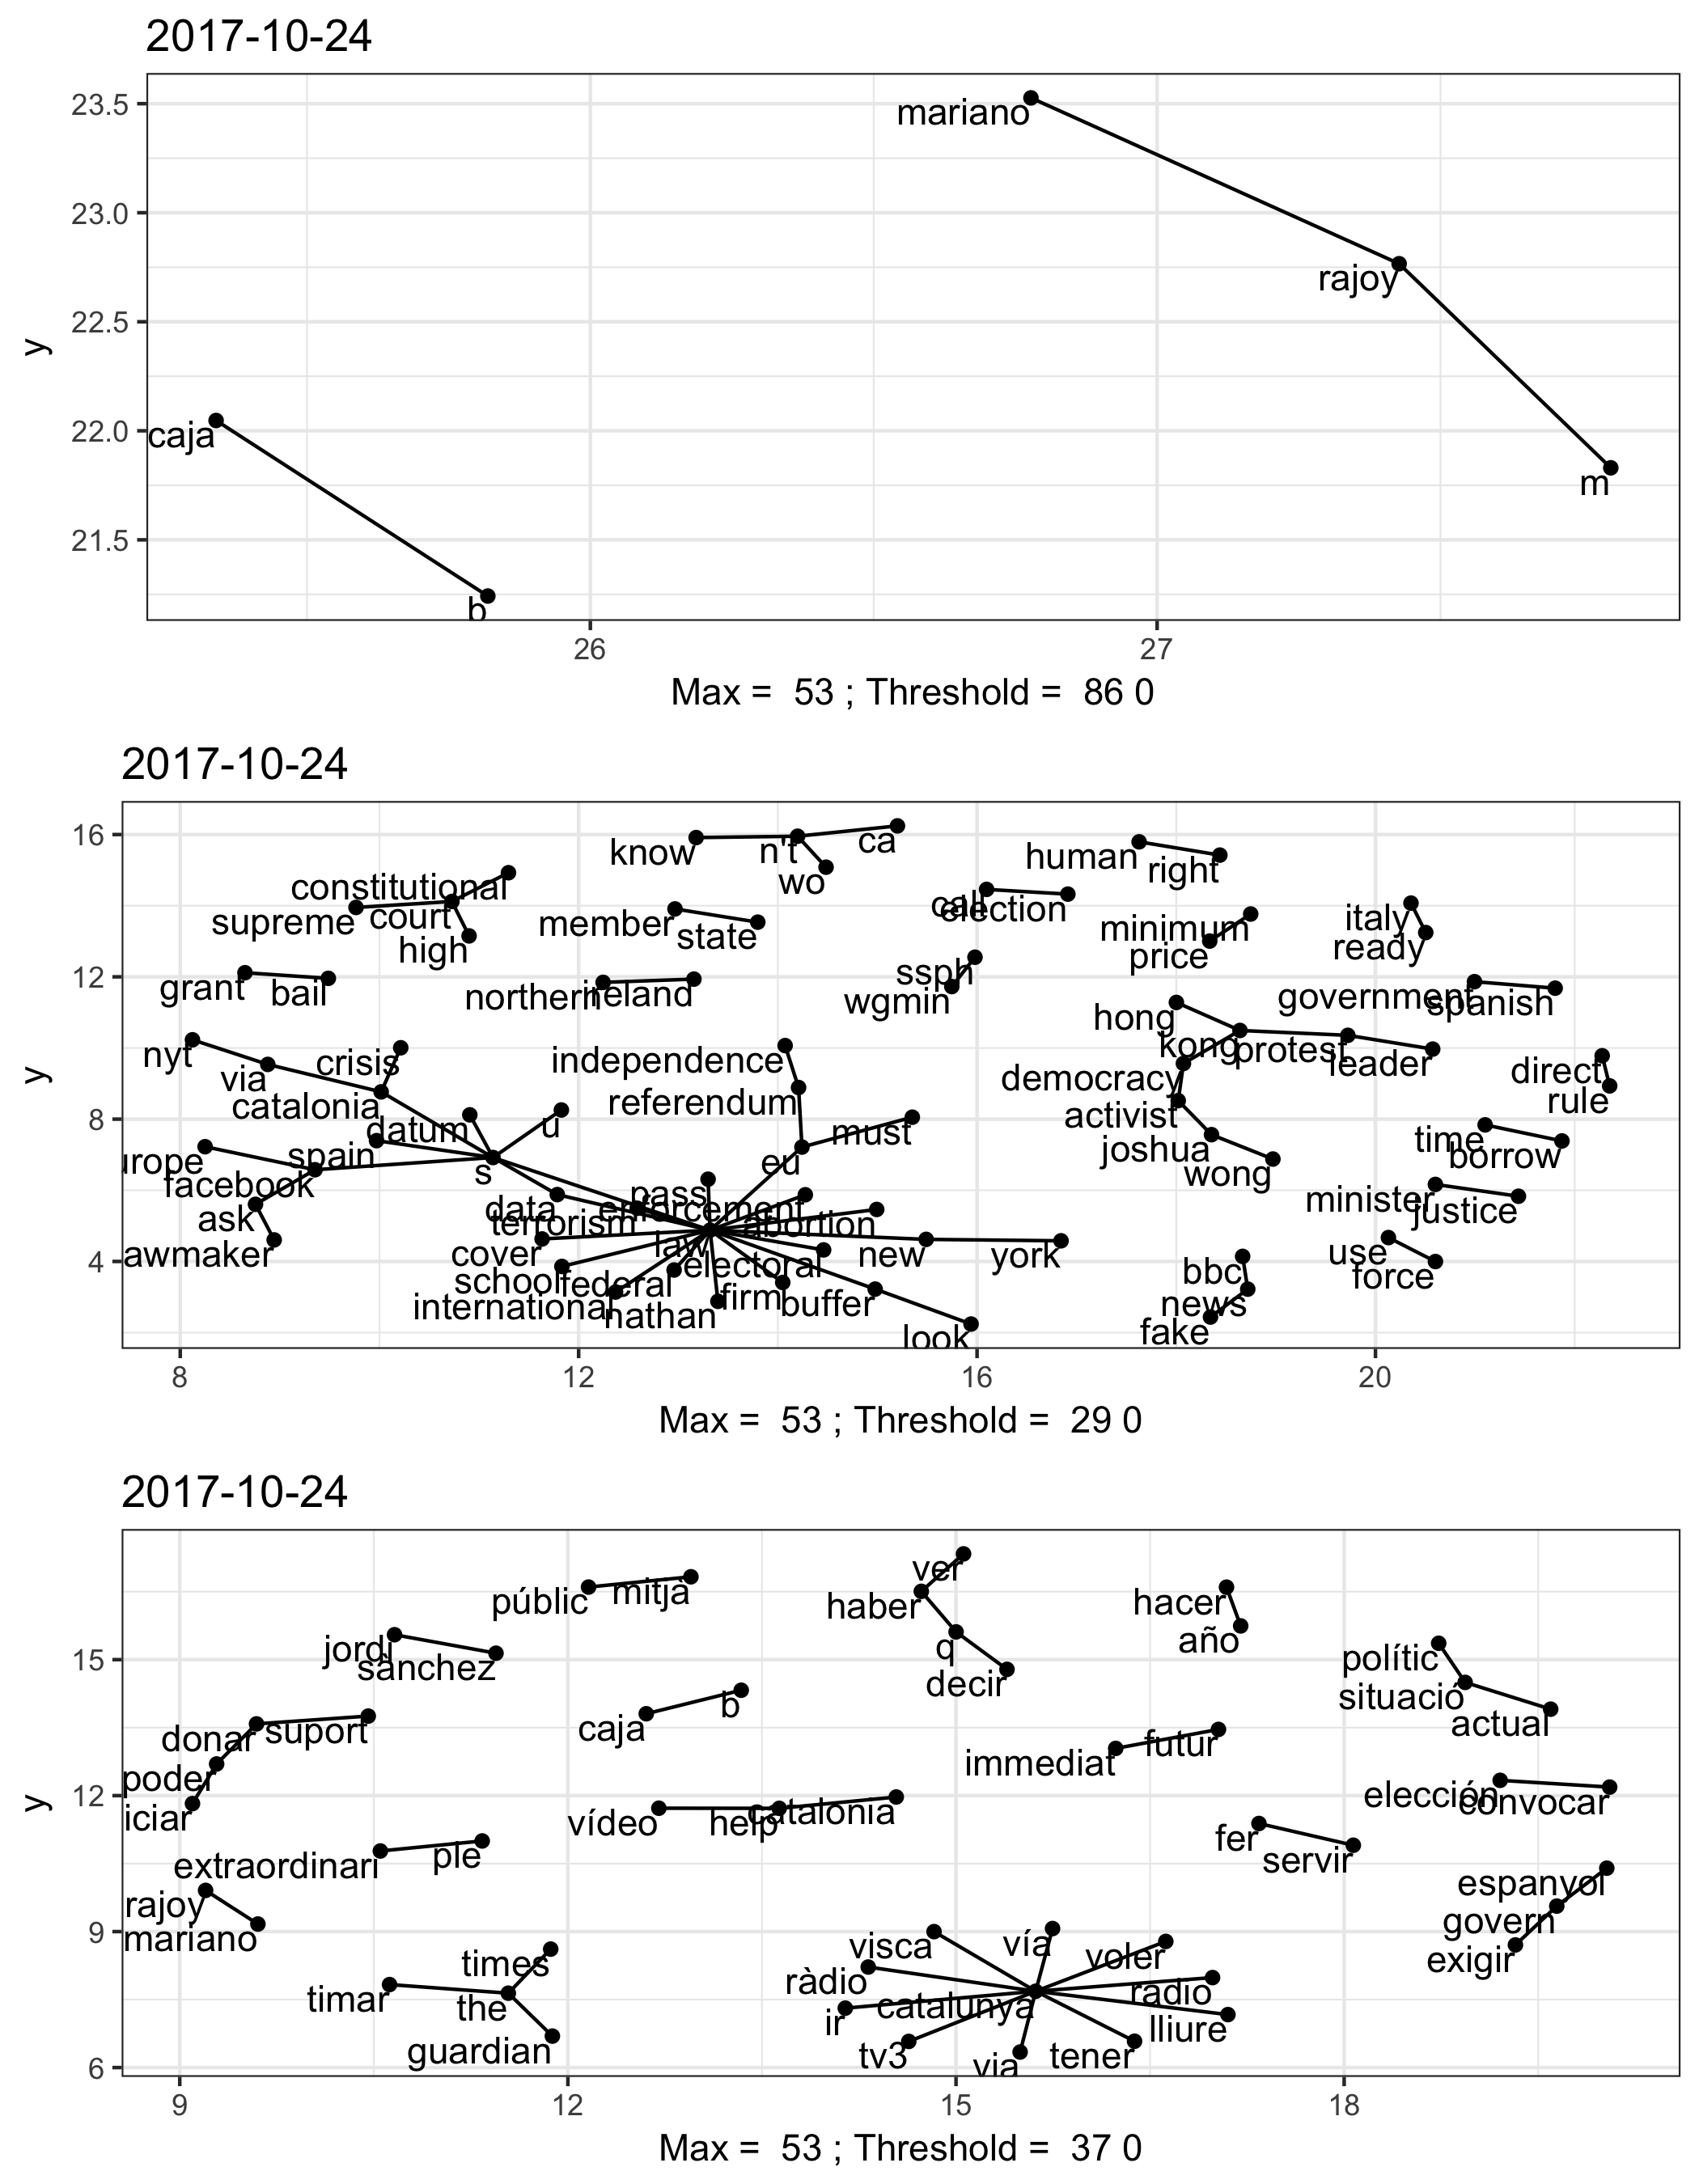 2017-10-24
23.5
mariano
23.0
rajoy
22.5
22.0
caja
m
21.5
b
y
26 27
Max = 53 ; Threshold = 86 0
2017-10-24
16
know n't ca
wo
human right
constitutional
supreme court
high
member state
call election
minimum
price
italy
ready
12
grant bail
northern ireland
ssph
wgmin
government spanish
hong
kong protest leader
nyt
via
crisis
catalonia
independence
referendum
democracy
activist
joshua
wong
direct
rule
8
datum u
must
time
borrow
urope
spain
s
eu
facebook
ask
awmaker
pass
data enforcement
terrorism abortion
minister
justice
4
cover law new york
school federal electoral
international nathan firm buffer
look
use
force
bbc
news
fake
y
8 12 16 20
Max = 53 ; Threshold = 29 0
2017-10-24
ver
públic mitjà
haber
hacer
año
15
jordi
sànchez
q
decir
polític
situació
actual
donar suport
caja b
poder
iciar
immediat futur
12
vídeo help catalonia
elección convocar
extraordinari ple
fer
servir
rajoy
mariano
espanyol
govern
exigir
9
times
timar the
guardian
visca vía voler
ràdio radio
ir catalunya lliure
tv3 via tener
6
y
9 12 15 18
Max = 53 ; Threshold = 37 0